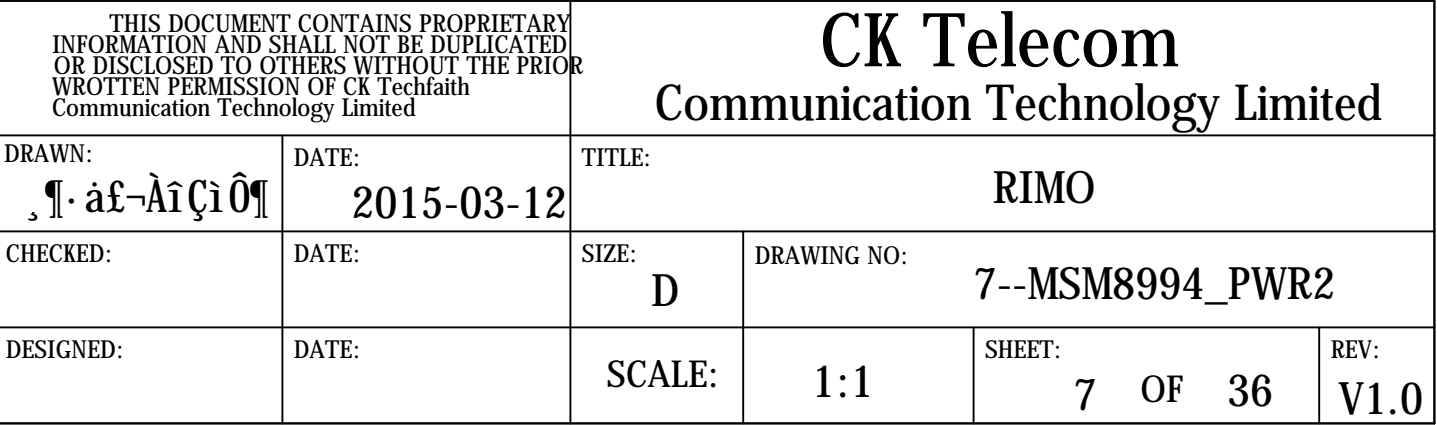 THIS DOCUMENT CONTAINS PROPRIETARY
INFORMATION AND SHALL NOT BE DUPLICATED
OR DISCLOSED TO OTHERS WITHOUT THE PRIOR
WROTTEN PERMISSION OF CK Techfaith
Communication Technology Limited
CK Telecom
Communication Technology Limited
DRAWN:
¸¶·å£¬ÀîÇìÔ¶
DATE:
2015-03-12
TITLE:
RIMO
CHECKED:
DATE:
SIZE:
D
DRAWING NO:
7--MSM8994_PWR2
DESIGNED:
DATE:
SCALE:
1:1
SHEET:
7 OF 36
REV:
V1.0